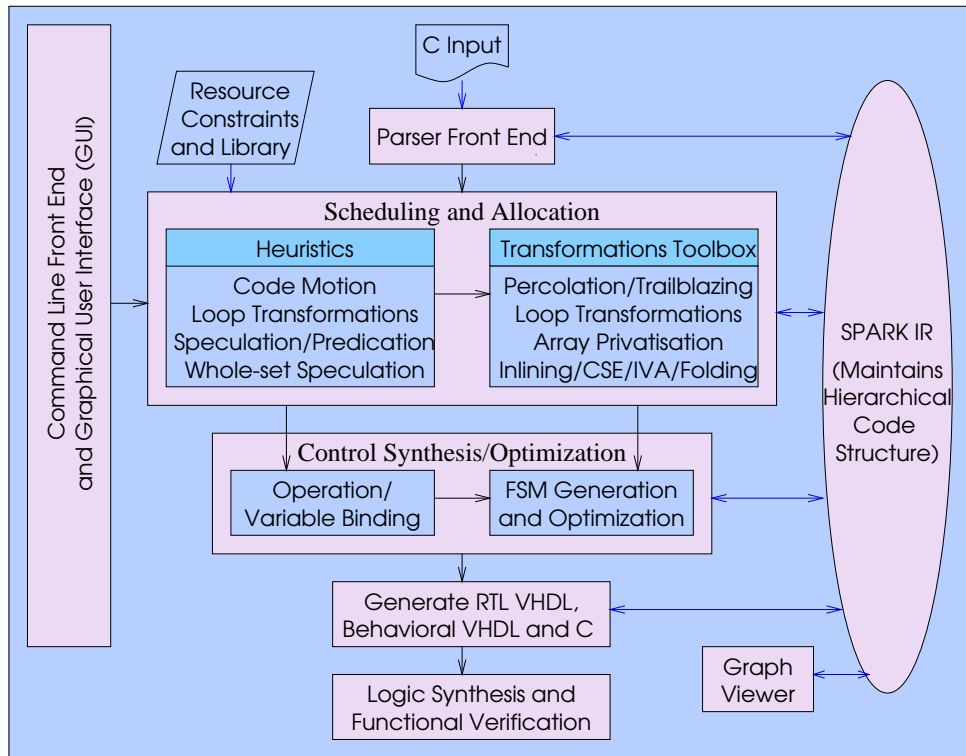 C Input
Resource
Constraints
and Library
Parser Front End
Command Line Front End
and Graphical User Interface (GUI)
Scheduling and Allocation
Heuristics
Code Motion
Loop Transformations
Speculation/Predication
Whole-set Speculation
Transformations Toolbox
Percolation/Trailblazing
Loop Transformations
Array Privatisation
Inlining/CSE/IVA/Folding
SPARK IR
(Maintains
Hierarchical
Code
Structure)
Control Synthesis/Optimization
Operation/
Variable Binding
FSM Generation
and Optimization
Generate RTL VHDL,
Behavioral VHDL and C
Graph
Viewer
Logic Synthesis and
Functional Verification